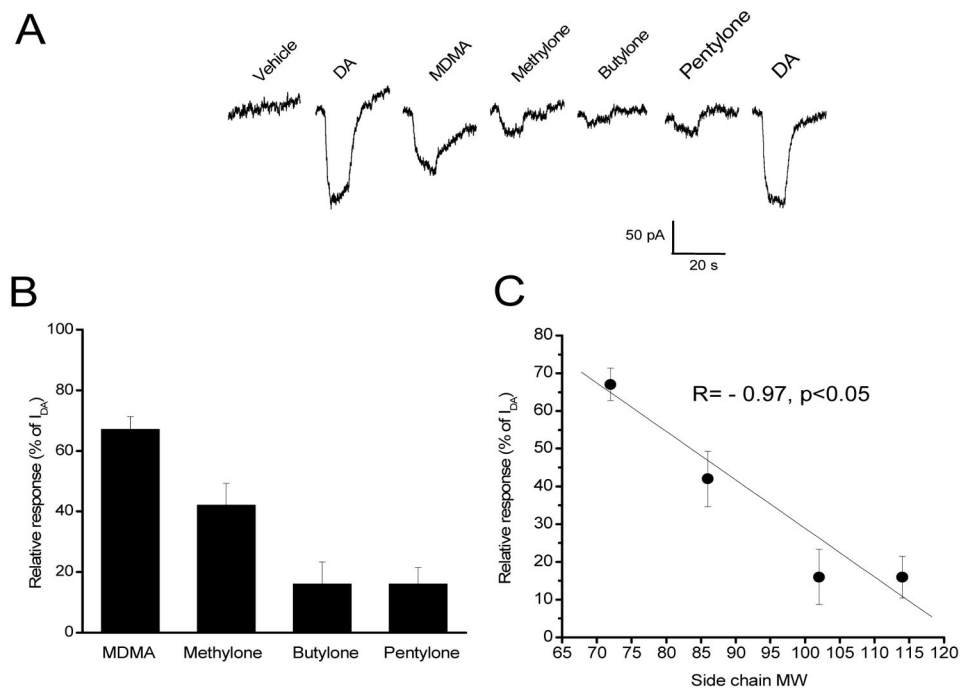 A
Vehicle
DA
MDMA
Methylone
Butylone
Pentylone
DA
50 pA
20 s
B
Relative response (% of I_DA)
100
80
60
40
20
0
MDMA Methylone Butylone Pentylone
C
Relative response (% of I_DA)
80
70
60
50
40
30
20
10
0
R= - 0.97, p<0.05
65 70 75 80 85 90 95 100 105 110 115 120
Side chain MW